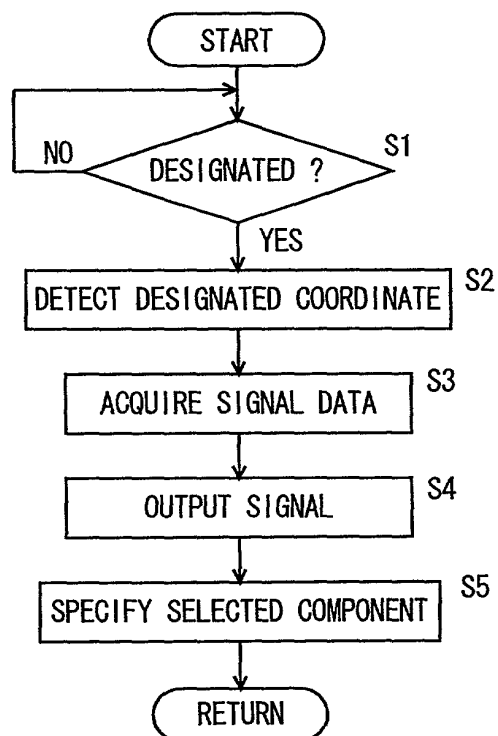 START
S1
NO
DESIGNATED ?
YES
S2
DETECT DESIGNATED COORDINATE
S3
ACQUIRE SIGNAL DATA
S4
OUTPUT SIGNAL
S5
SPECIFY SELECTED COMPONENT
RETURN